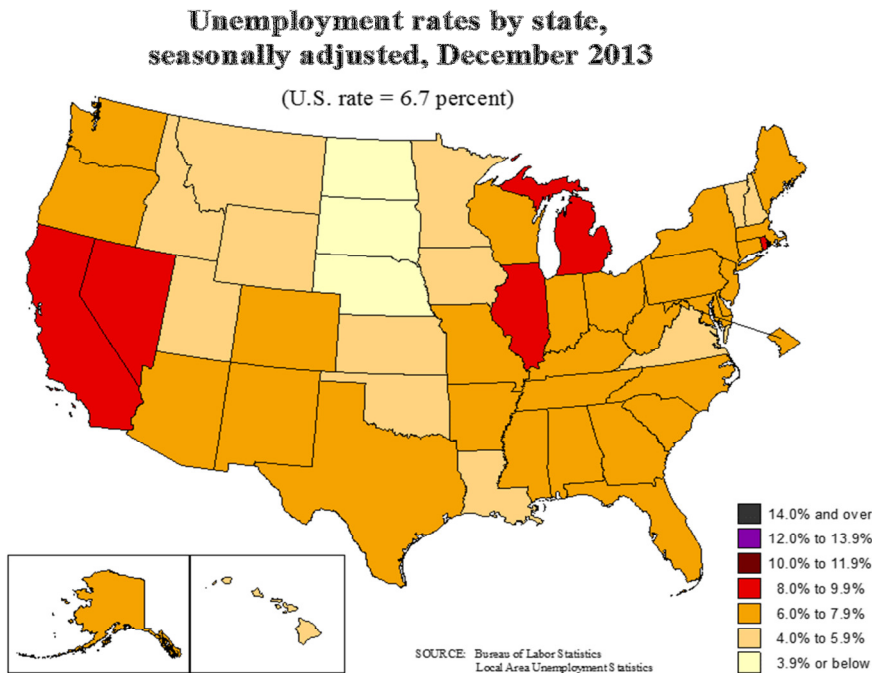 Unemployment rates by state,
seasonally adjusted, December 2013
(U.S. rate = 6.7 percent)
14.0% and over
12.0% to 13.9%
10.0% to 11.9%
8.0% to 9.9%
6.0% to 7.9%
4.0% to 5.9%
3.9% or below
SOURCE: Bureau of Labor Statistics
Local Area Unemployment Statistics